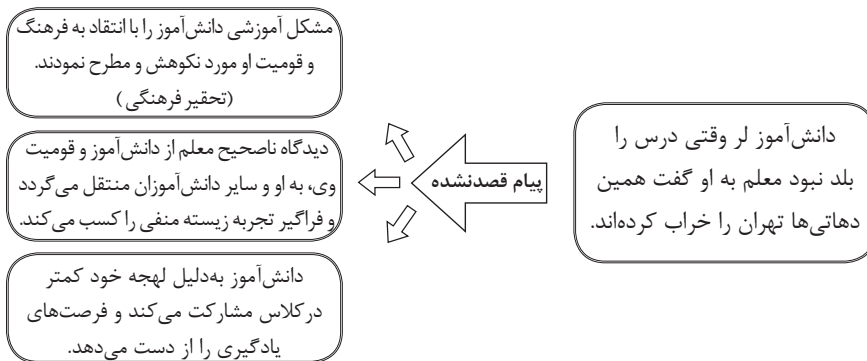 دانش‌آموز لر وقتی درس را
بلد نبود معلم به او گفت همین
دهاتی‌ها تهران را خراب کرده‌اند.
پیام قصدنشده
مشکل آموزشی دانش‌آموز را با انتقاد به فرهنگ
و قومیت او مورد نکوهش و مطرح نمودند.
(تحقیر فرهنگی)
دیدگاه ناصحیح معلم از دانش‌آموز و قومیت
وی، به او و سایر دانش‌آموزان منتقل می‌گردد
و فراگیر تجربه زیسته منفی را کسب می‌کند.
دانش‌آموز به‌دلیل لهجه خود کمتر
درکلاس مشارکت می‌کند و فرصت‌های
یادگیری را از دست می‌دهد.